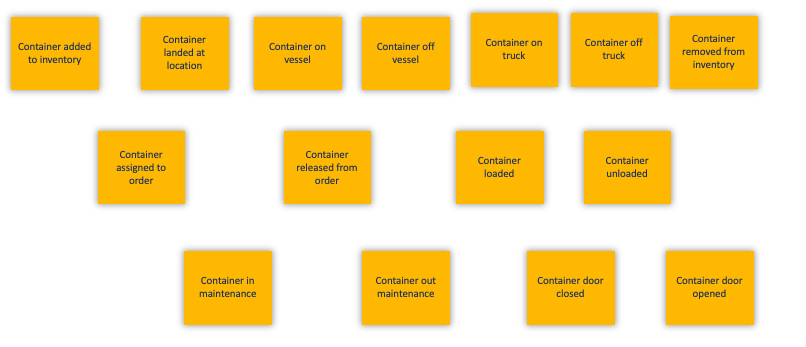 Container added
to inventory
Container
landed at
location
Container on
vessel
Container off
vessel
Container on
truck
Container off
truck
Container
removed from
inventory
Container
assigned to
order
Container
released from
order
Container
loaded
Container
unloaded
Container in
maintenance
Container out
maintenance
Container door
closed
Container door
opened